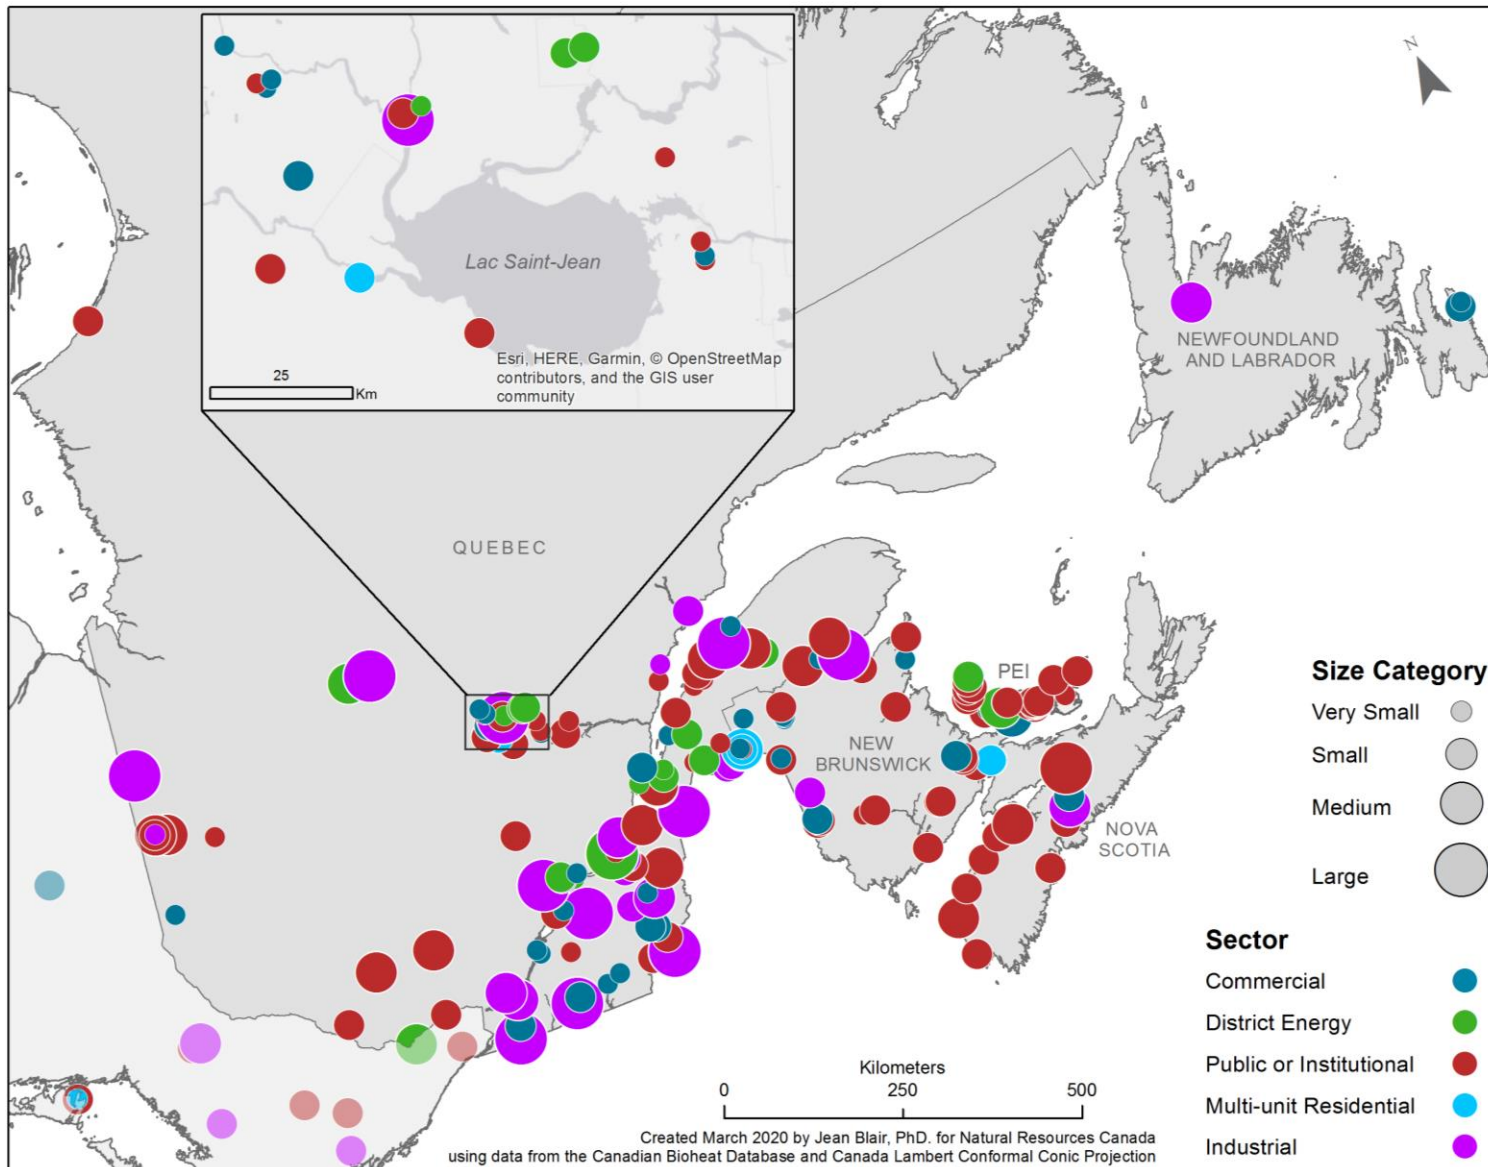 N
Lac Saint-Jean
Esri, HERE, Garmin, © OpenStreetMap
contributors, and the GIS user
community
25
Km
NEWFOUNDLAND
AND LABRADOR
QUEBEC
PEI
NEW
BRUNSWICK
NOVA
SCOTIA
Size Category
Very Small
Small
Medium
Large
Sector
Commercial
District Energy
Public or Institutional
Multi-unit Residential
Industrial
Kilometers
0 250 500
Created March 2020 by Jean Blair, PhD. for Natural Resources Canada
using data from the Canadian Bioheat Database and Canada Lambert Conformal Conic Projection